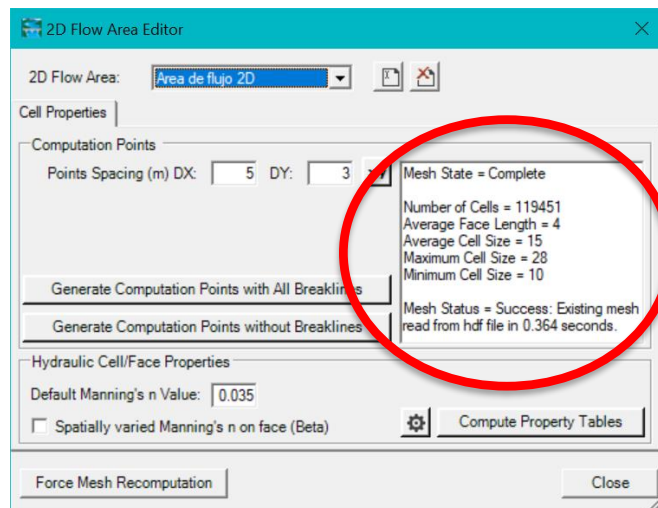 2D Flow Area Editor
2D Flow Area: Area de flujo 2D
Cell Properties
Computation Points
Points Spacing (m) DX: 5 DY: 3
Mesh State = Complete
Number of Cells = 119451
Average Face Length = 4
Average Cell Size = 15
Maximum Cell Size = 28
Minimum Cell Size = 10
Mesh Status = Success: Existing mesh
read from hdf file in 0.364 seconds.
Generate Computation Points with All Breaklines
Generate Computation Points without Breaklines
Hydraulic Cell/Face Properties
Default Manning's n Value: 0.035
Spatially varied Manning's n on face (Beta)
Compute Property Tables
Force Mesh Recomputation
Close